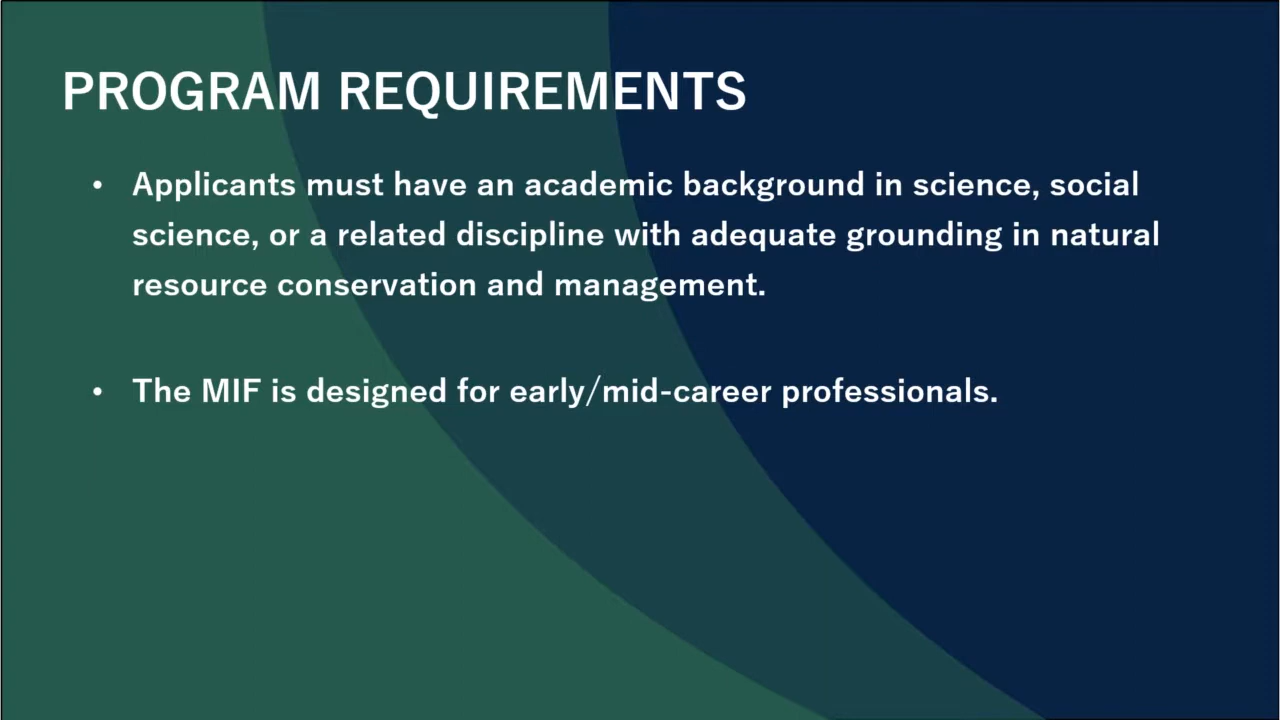 PROGRAM REQUIREMENTS
• Applicants must have an academic background in science, social
science, or a related discipline with adequate grounding in natural
resource conservation and management.
• The MIF is designed for early/mid-career professionals.